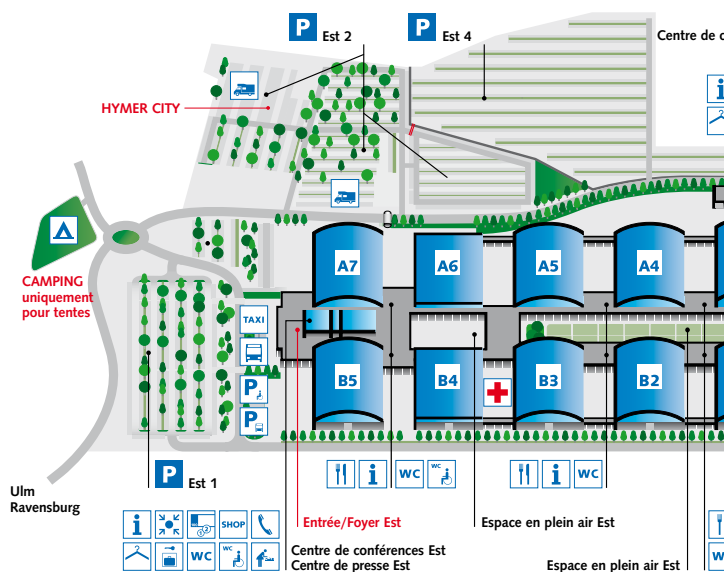 P Est 2
P Est 4
Centre de c
HYMER CITY
CAMPING
uniquement
pour tentes
A7
A6
A5
A4
TAXI
P
P
B5
B4
B3
B2
P Est 1
i
WC
WC
i
WC
Ulm
Ravensburg
i
SHOP
WC
WC
Entrée/Foyer Est
Espace en plein air Est
Centre de conférences Est
Centre de presse Est
Espace en plein air Est